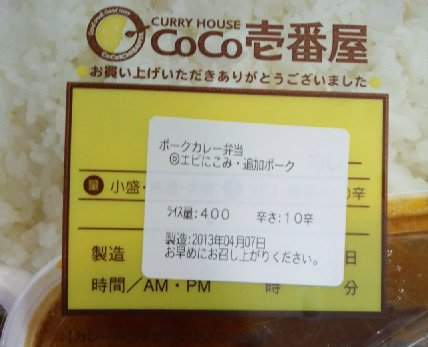 CURRY HOUSE
CoCo壱番屋
お買い上げいただきありがとうございました
ポークカレー弁当
◎エビにこみ・追加ポーク
量 小盛・
辛
ライス量:400 辛さ:10辛
製造:2013年04月07日
お早めにお召し上がりください。
製造 日
時間/AM・PM 時 分